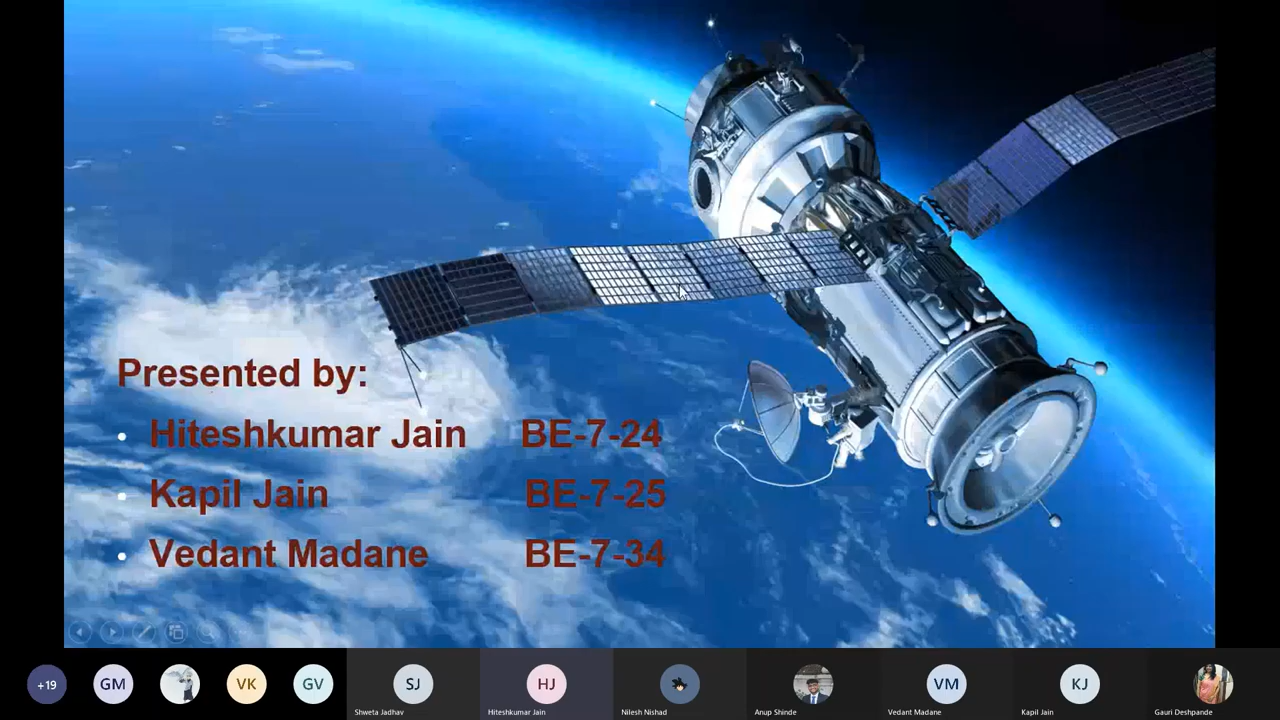 Presented by:
• Hiteshkumar Jain BE-7-24
• Kapil Jain BE-7-25
• Vedant Madane BE-7-34
+19
GM
VK
GV
SJ
HJ
VM
KJ
Shweta Jadhav
Hiteshkumar Jain
Nilesh Nishad
Anup Shinde
Vedant Madane
Kapil Jain
Gauri Deshpande